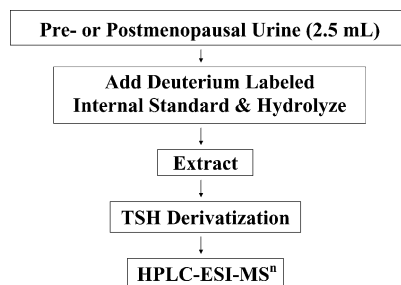 Pre- or Postmenopausal Urine (2.5 mL)
Add Deuterium Labeled
Internal Standard & Hydrolyze
Extract
TSH Derivatization
HPLC-ESI-MSⁿ